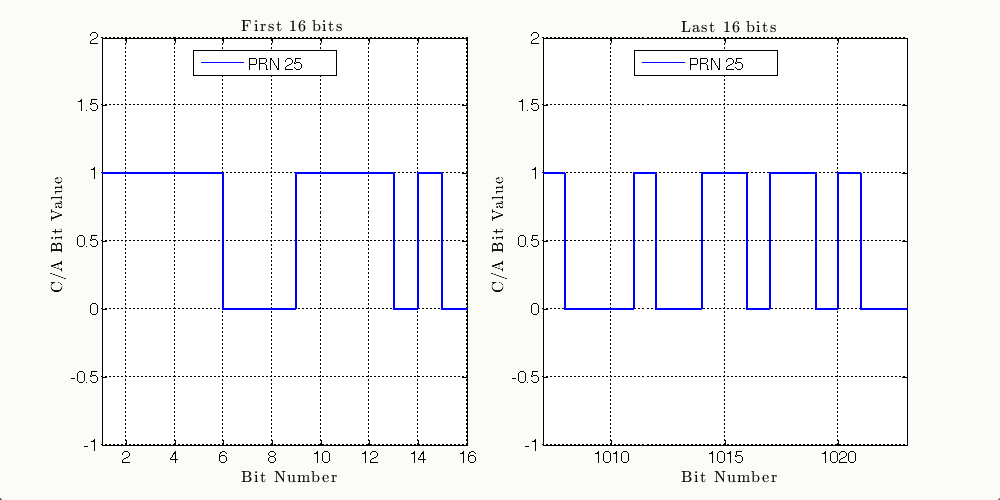 First 16 bits
PRN 25
2
1.5
1
0.5
0
-0.5
-1
C/A Bit Value
2 4 6 8 10 12 14 16
Bit Number
Last 16 bits
PRN 25
2
1.5
1
0.5
0
-0.5
-1
C/A Bit Value
1010 1015 1020
Bit Number